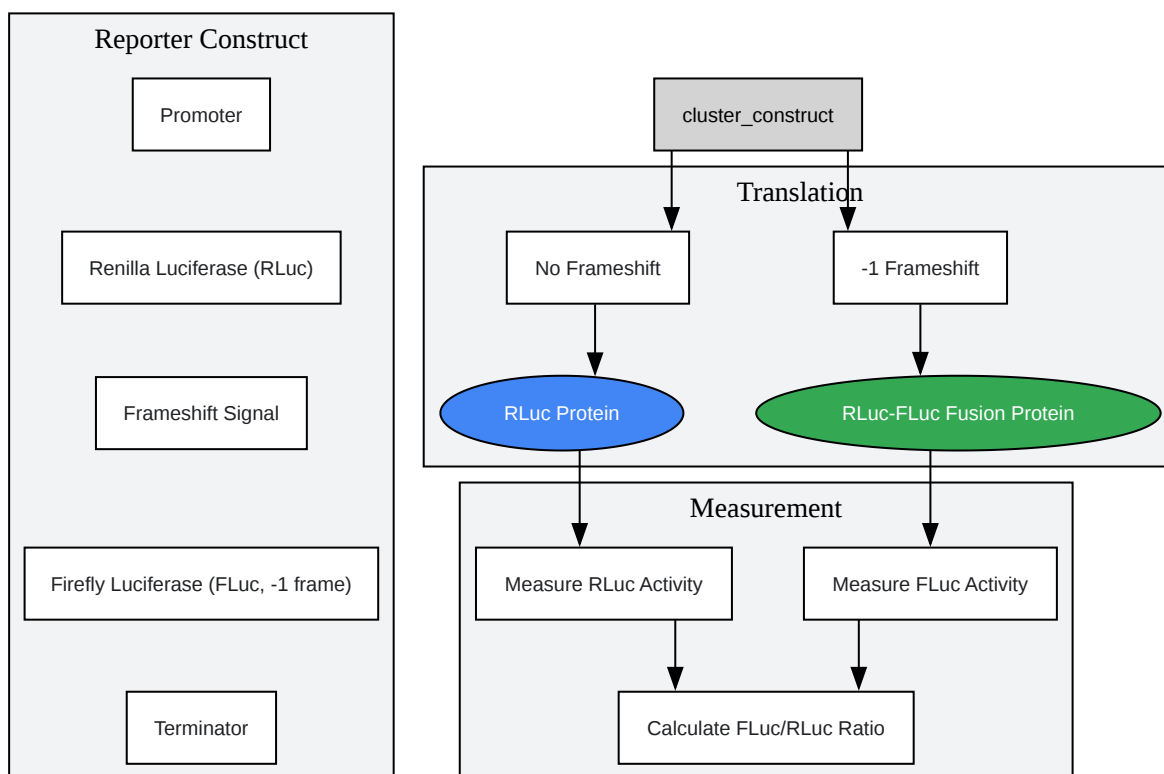 Reporter Construct
Promoter
Renilla Luciferase (RLuc)
Frameshift Signal
Firefly Luciferase (FLuc, -1 frame)
Terminator
cluster_construct
Translation
No Frameshift
-1 Frameshift
RLuc Protein
RLuc-FLuc Fusion Protein
Measurement
Measure RLuc Activity
Measure FLuc Activity
Calculate FLuc/RLuc Ratio